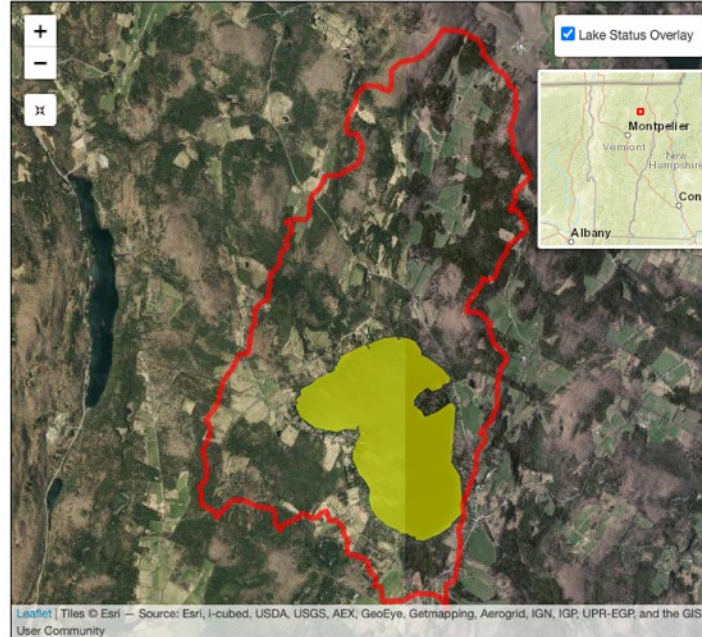 +
−
Lake Status Overlay
Montpelier
Vermont
New
Hampshire
Con
Albany
Leaflet | Tiles © Esri — Source: Esri, i-cubed, USDA, USGS, AEX, GeoEye, Getmapping, Aerogrid, IGN, IGP, UPR-EGP, and the GIS
User Community